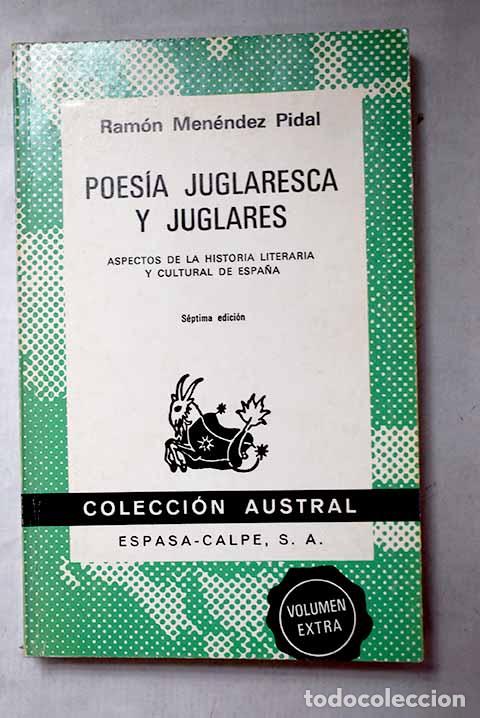 Ramón Menéndez Pidal
POESÍA JUGLARESCA
Y JUGLARES
ASPECTOS DE LA HISTORIA LITERARIA
Y CULTURAL DE ESPAÑA
Séptima edición
COLECCIÓN AUSTRAL
ESPASA-CALPE, S. A.
VOLUMEN
EXTRA
todocoleccion